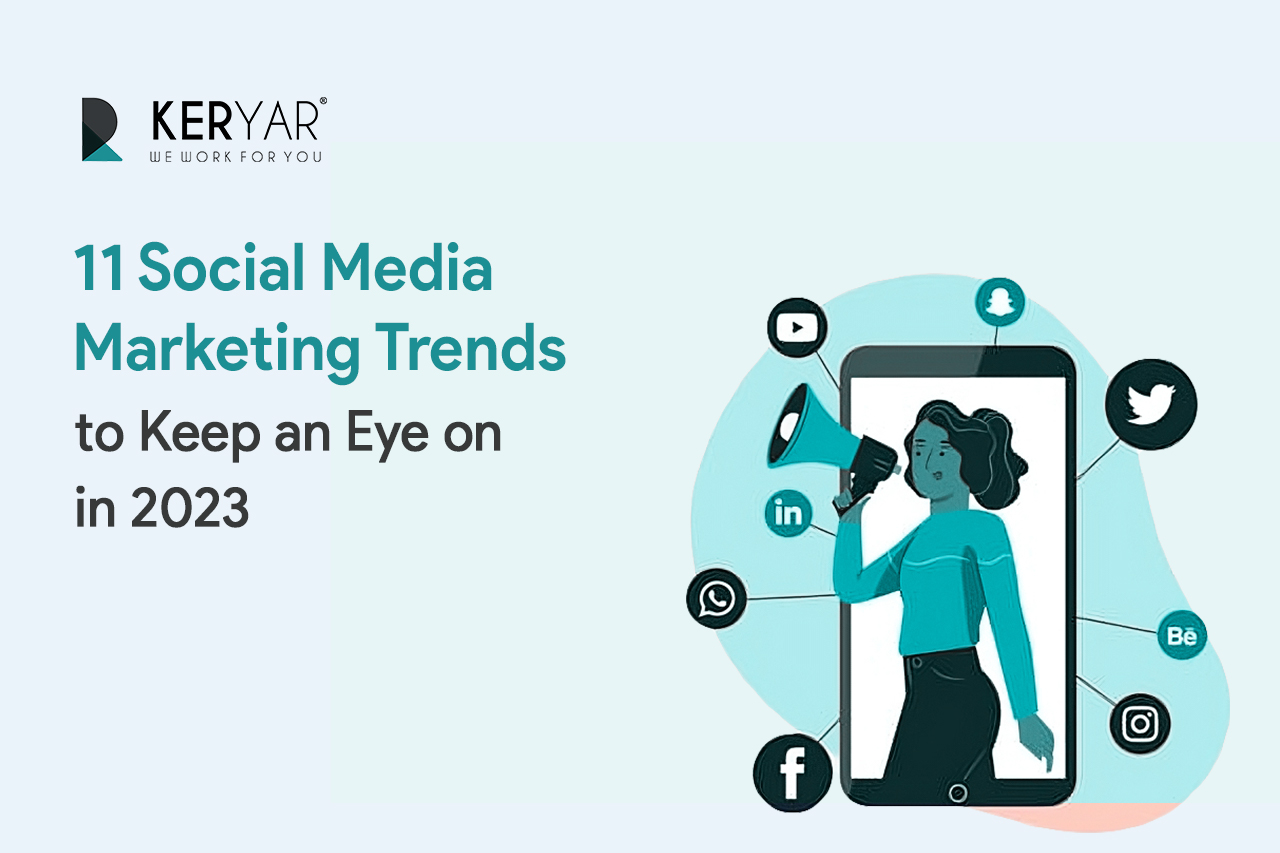 KERYAR®
WE WORK FOR YOU
11 Social Media
Marketing Trends
to Keep an Eye on
in 2023
in
Bē
f